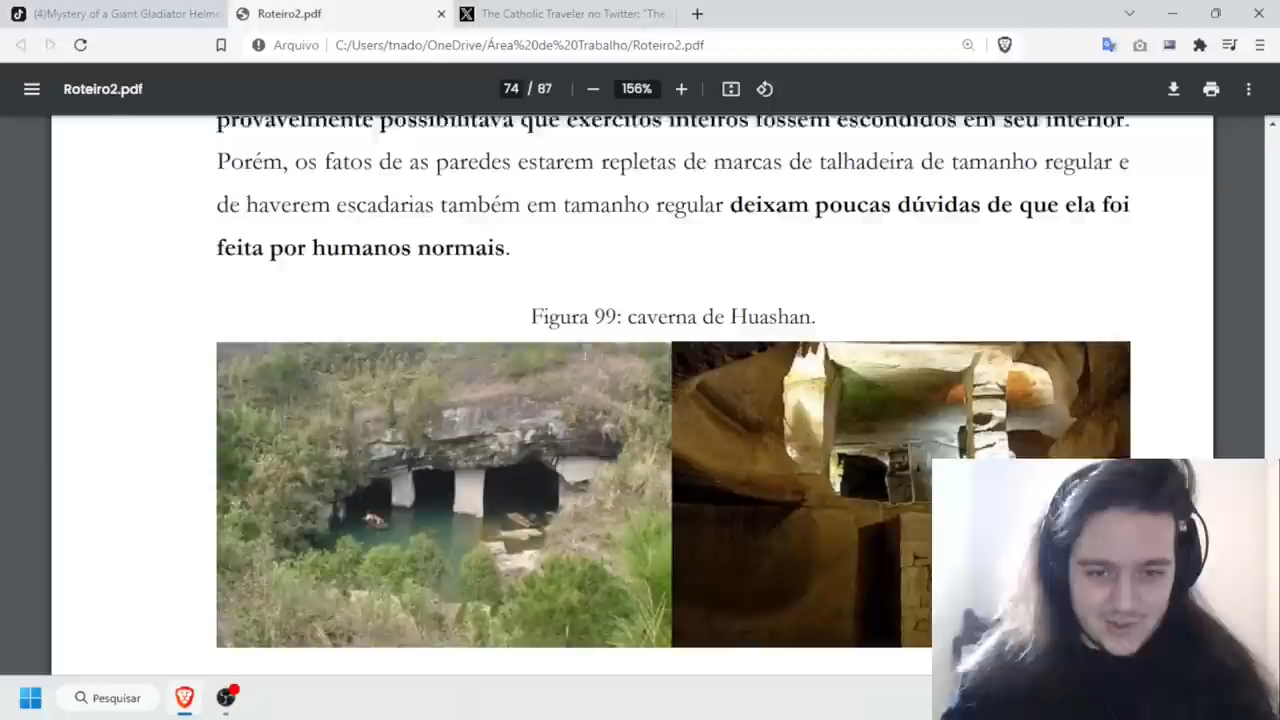 (4)Mystery of a Giant Gladiator Helme
Roteiro2.pdf
The Catholic Traveler no Twitter: "The
Arquivo
C:/Users/tnado/OneDrive/Área%20de%20Trabalho/Roteiro2.pdf
Roteiro2.pdf
74 / 87
156%
provavelmente possibilitava que exércitos inteiros fossem escondidos em seu interior.
Porém, os fatos de as paredes estarem repletas de marcas de talhadeira de tamanho regular e
de haverem escadarias também em tamanho regular deixam poucas dúvidas de que ela foi
feita por humanos normais.
Figura 99: caverna de Huashan.
Pesquisar